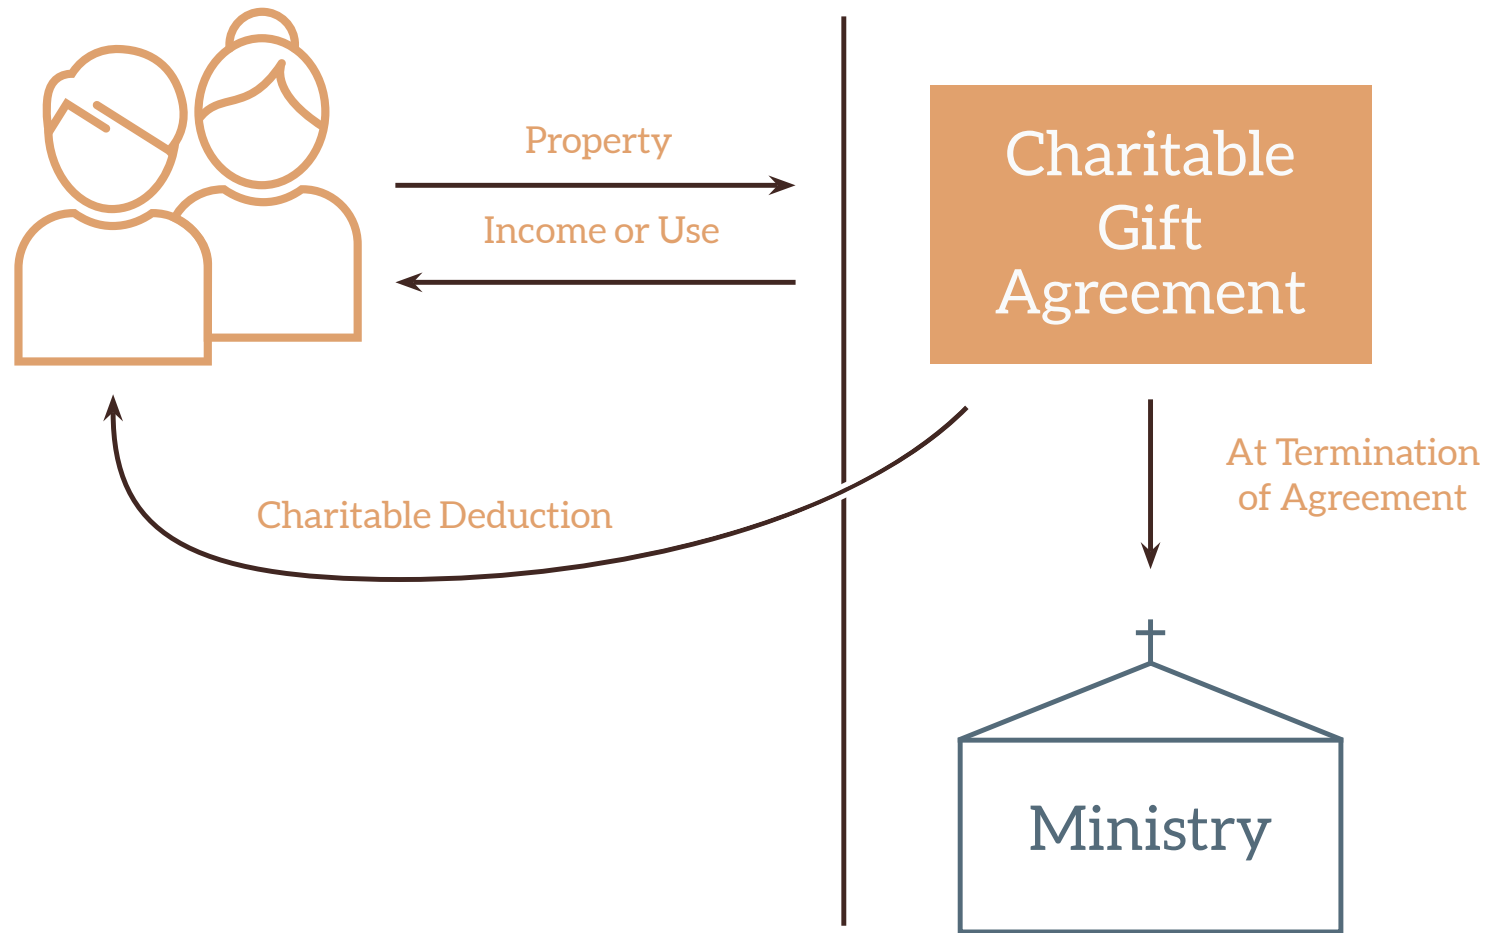 Property
Income or Use
Charitable
Gift
Agreement
Charitable Deduction
At Termination
of Agreement
Ministry